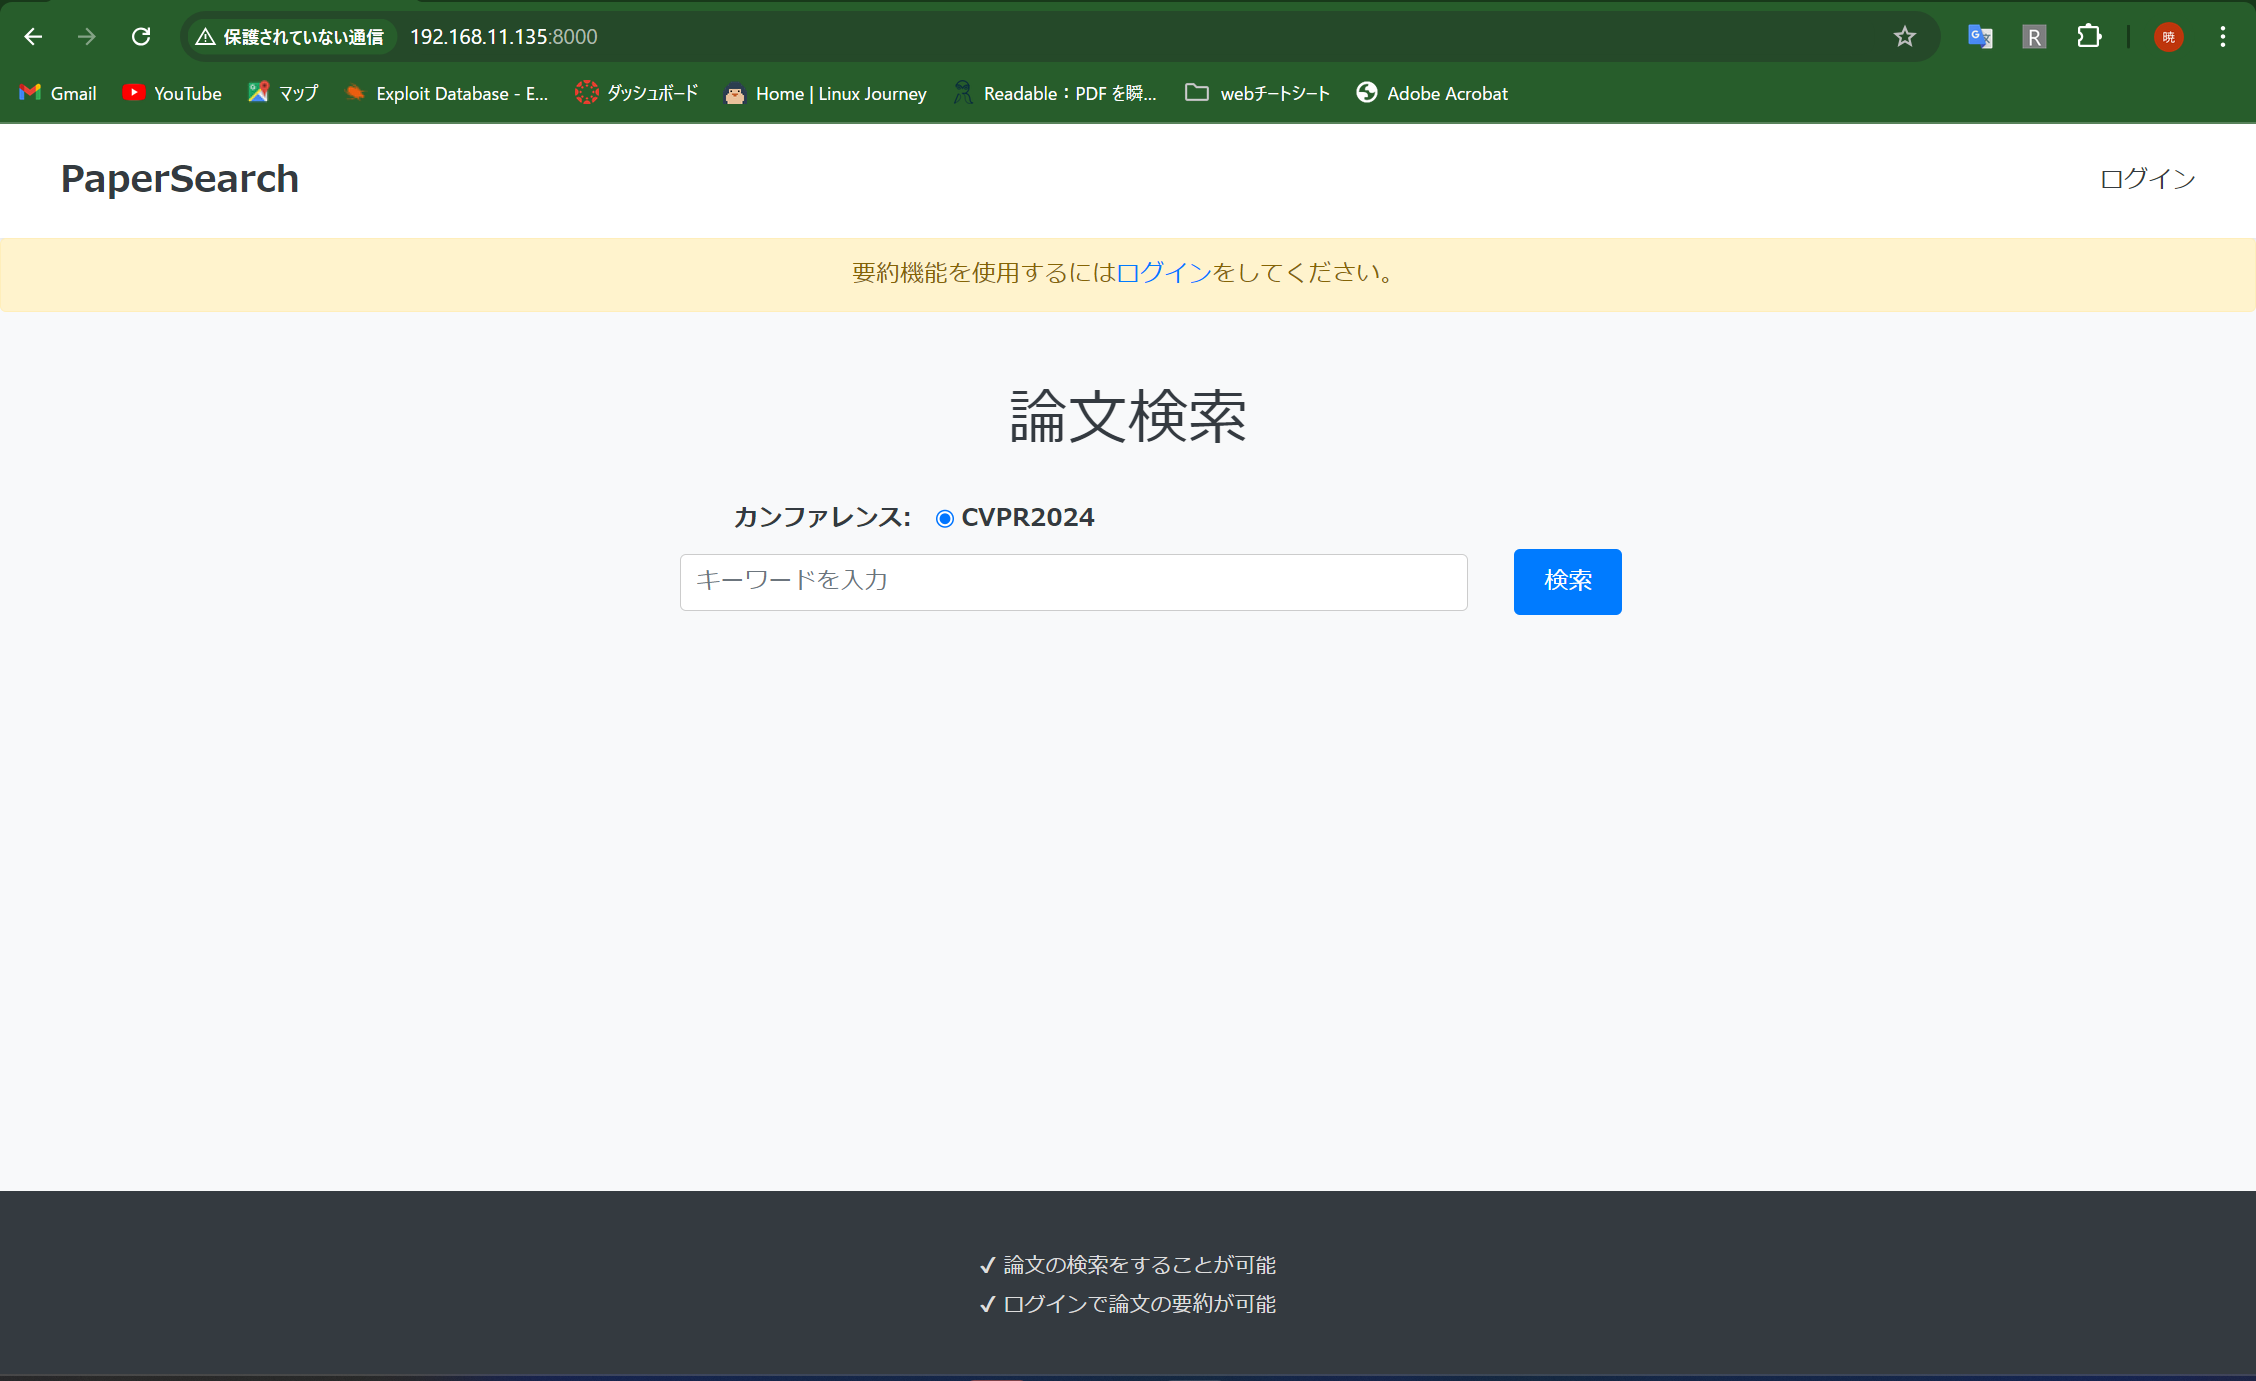 保護されていない通信 192.168.11.135:8000 R 暁
Gmail YouTube マップ Exploit Database - E... ダッシュボード Home | Linux Journey Readable：PDF を瞬... webチートシート Adobe Acrobat
PaperSearch ログイン
要約機能を使用するにはログインをしてください。
論文検索
カンファレンス: CVPR2024
キーワードを入力 検索
✓ 論文の検索をすることが可能
✓ ログインで論文の要約が可能